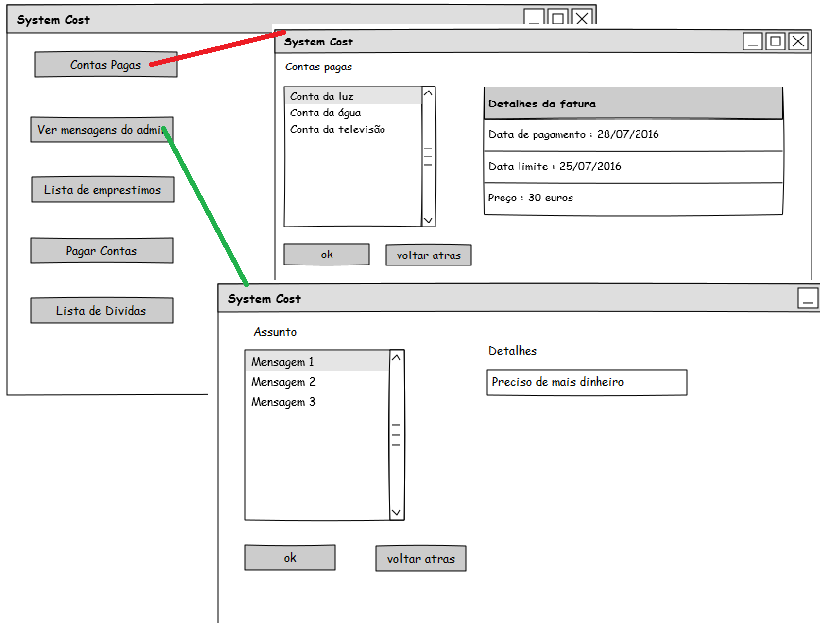 System Cost
Contas Pagas
Ver mensagens do admin
Lista de emprestimos
Pagar Contas
Lista de Dividas
System Cost
Contas pagas
Conta da luz
Conta da água
Conta da televisão
Detalhes da fatura
Data de pagamento : 28/07/2016
Data limite : 25/07/2016
Preço : 30 euros
ok
voltar atras
System Cost
Assunto
Mensagem 1
Mensagem 2
Mensagem 3
Detalhes
Preciso de mais dinheiro
ok
voltar atras